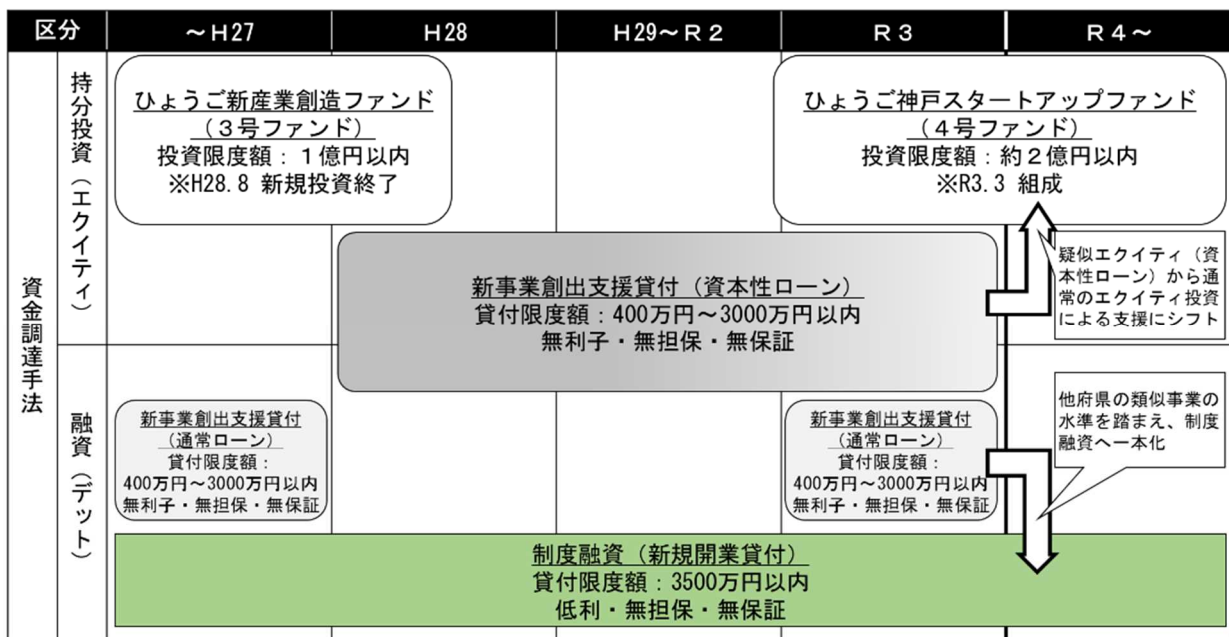 区分
～H27
H28
H29～R２
R３
R４～
資金調達手法
持分投資（エクイティ）
ひょうご新産業創造ファンド
（３号ファンド）
投資限度額：１億円以内
※H28.8 新規投資終了
ひょうご神戸スタートアップファンド
（４号ファンド）
投資限度額：約２億円以内
※R3.3 組成
新事業創出支援貸付（資本性ローン）
貸付限度額：400万円～3000万円以内
無利子・無担保・無保証
疑似エクイティ（資
本性ローン）から通
常のエクイティ投資
による支援にシフト
融資（デット）
新事業創出支援貸付
（通常ローン）
貸付限度額：
400万円～3000万円以内
無利子・無担保・無保証
新事業創出支援貸付
（通常ローン）
貸付限度額：
400万円～3000万円以内
無利子・無担保・無保証
他府県の類似事業の
水準を踏まえ、制度
融資へ一本化
制度融資（新規開業貸付）
貸付限度額：3500万円以内
低利・無担保・無保証